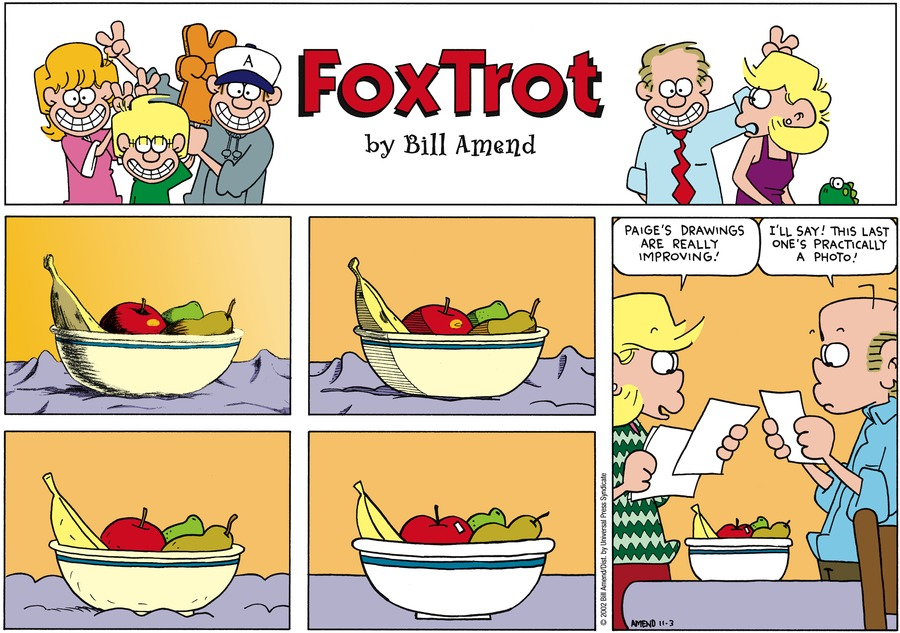 A
FoxTrot
by Bill Amend
PAIGE'S DRAWINGS
ARE REALLY
IMPROVING!
I'LL SAY! THIS LAST
ONE'S PRACTICALLY
A PHOTO!
© 2002 Bill Amend/Dist. by Universal Press Syndicate
AMEND 11-3